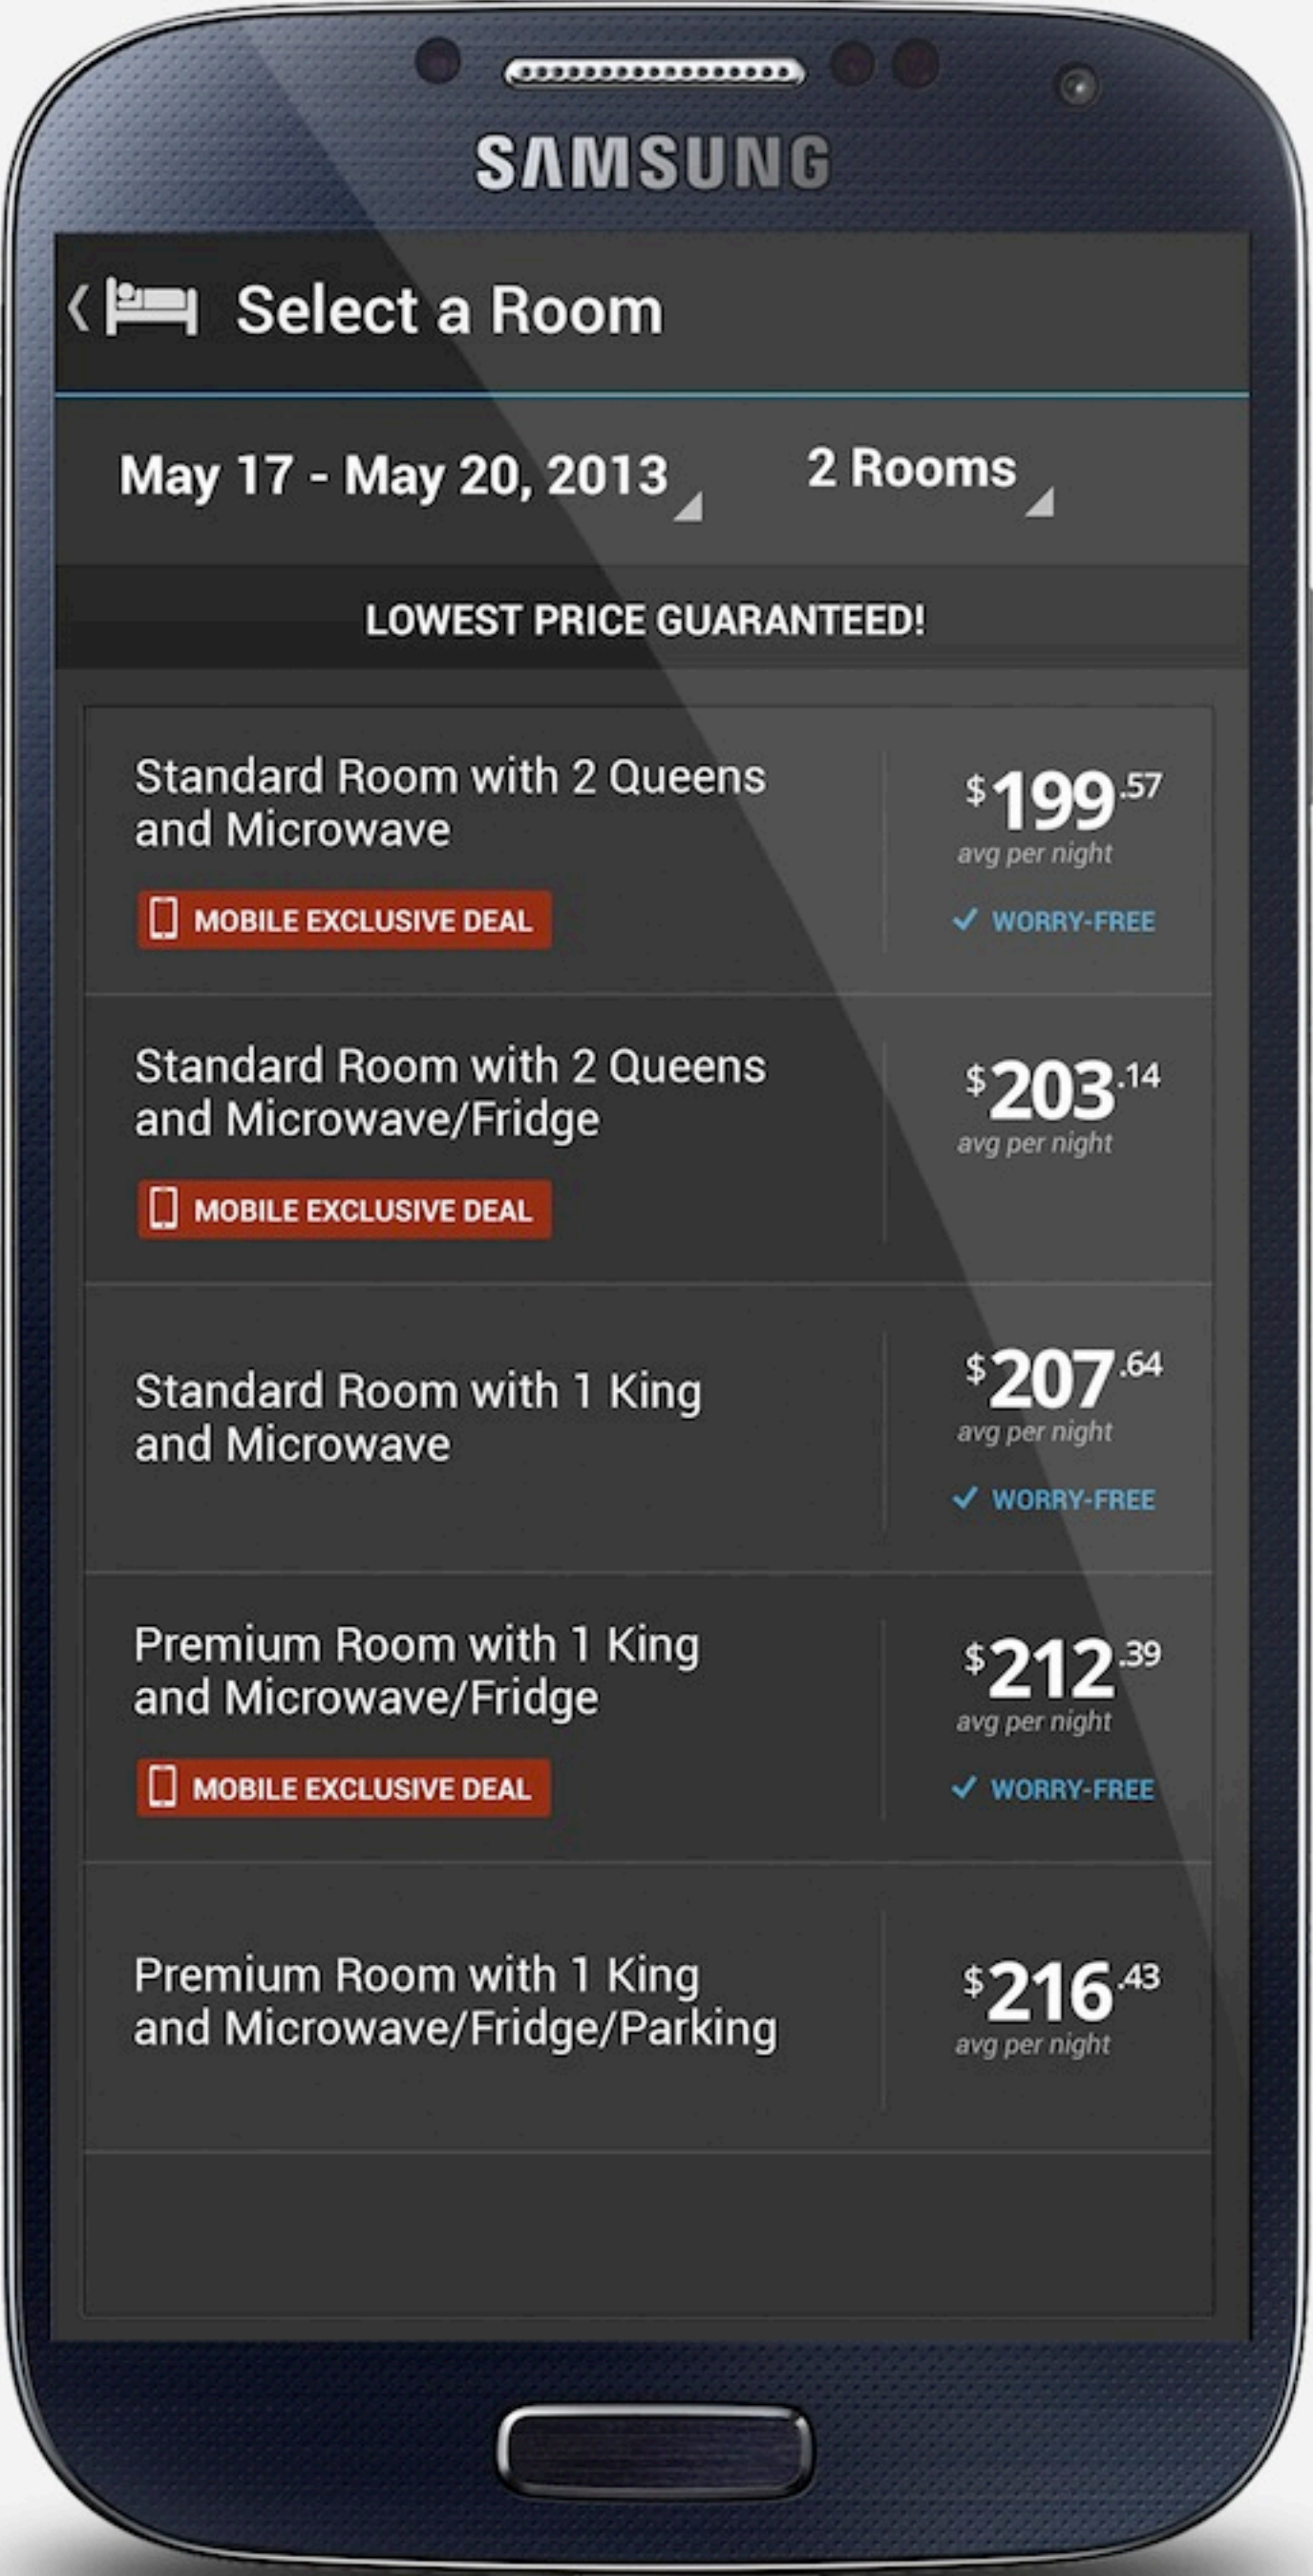 SAMSUNG
Select a Room
May 17 - May 20, 2013
2 Rooms
LOWEST PRICE GUARANTEED!
Standard Room with 2 Queens
and Microwave
MOBILE EXCLUSIVE DEAL
$199.57
avg per night
WORRY-FREE
Standard Room with 2 Queens
and Microwave/Fridge
MOBILE EXCLUSIVE DEAL
$203.14
avg per night
Standard Room with 1 King
and Microwave
$207.64
avg per night
WORRY-FREE
Premium Room with 1 King
and Microwave/Fridge
MOBILE EXCLUSIVE DEAL
$212.39
avg per night
WORRY-FREE
Premium Room with 1 King
and Microwave/Fridge/Parking
$216.43
avg per night